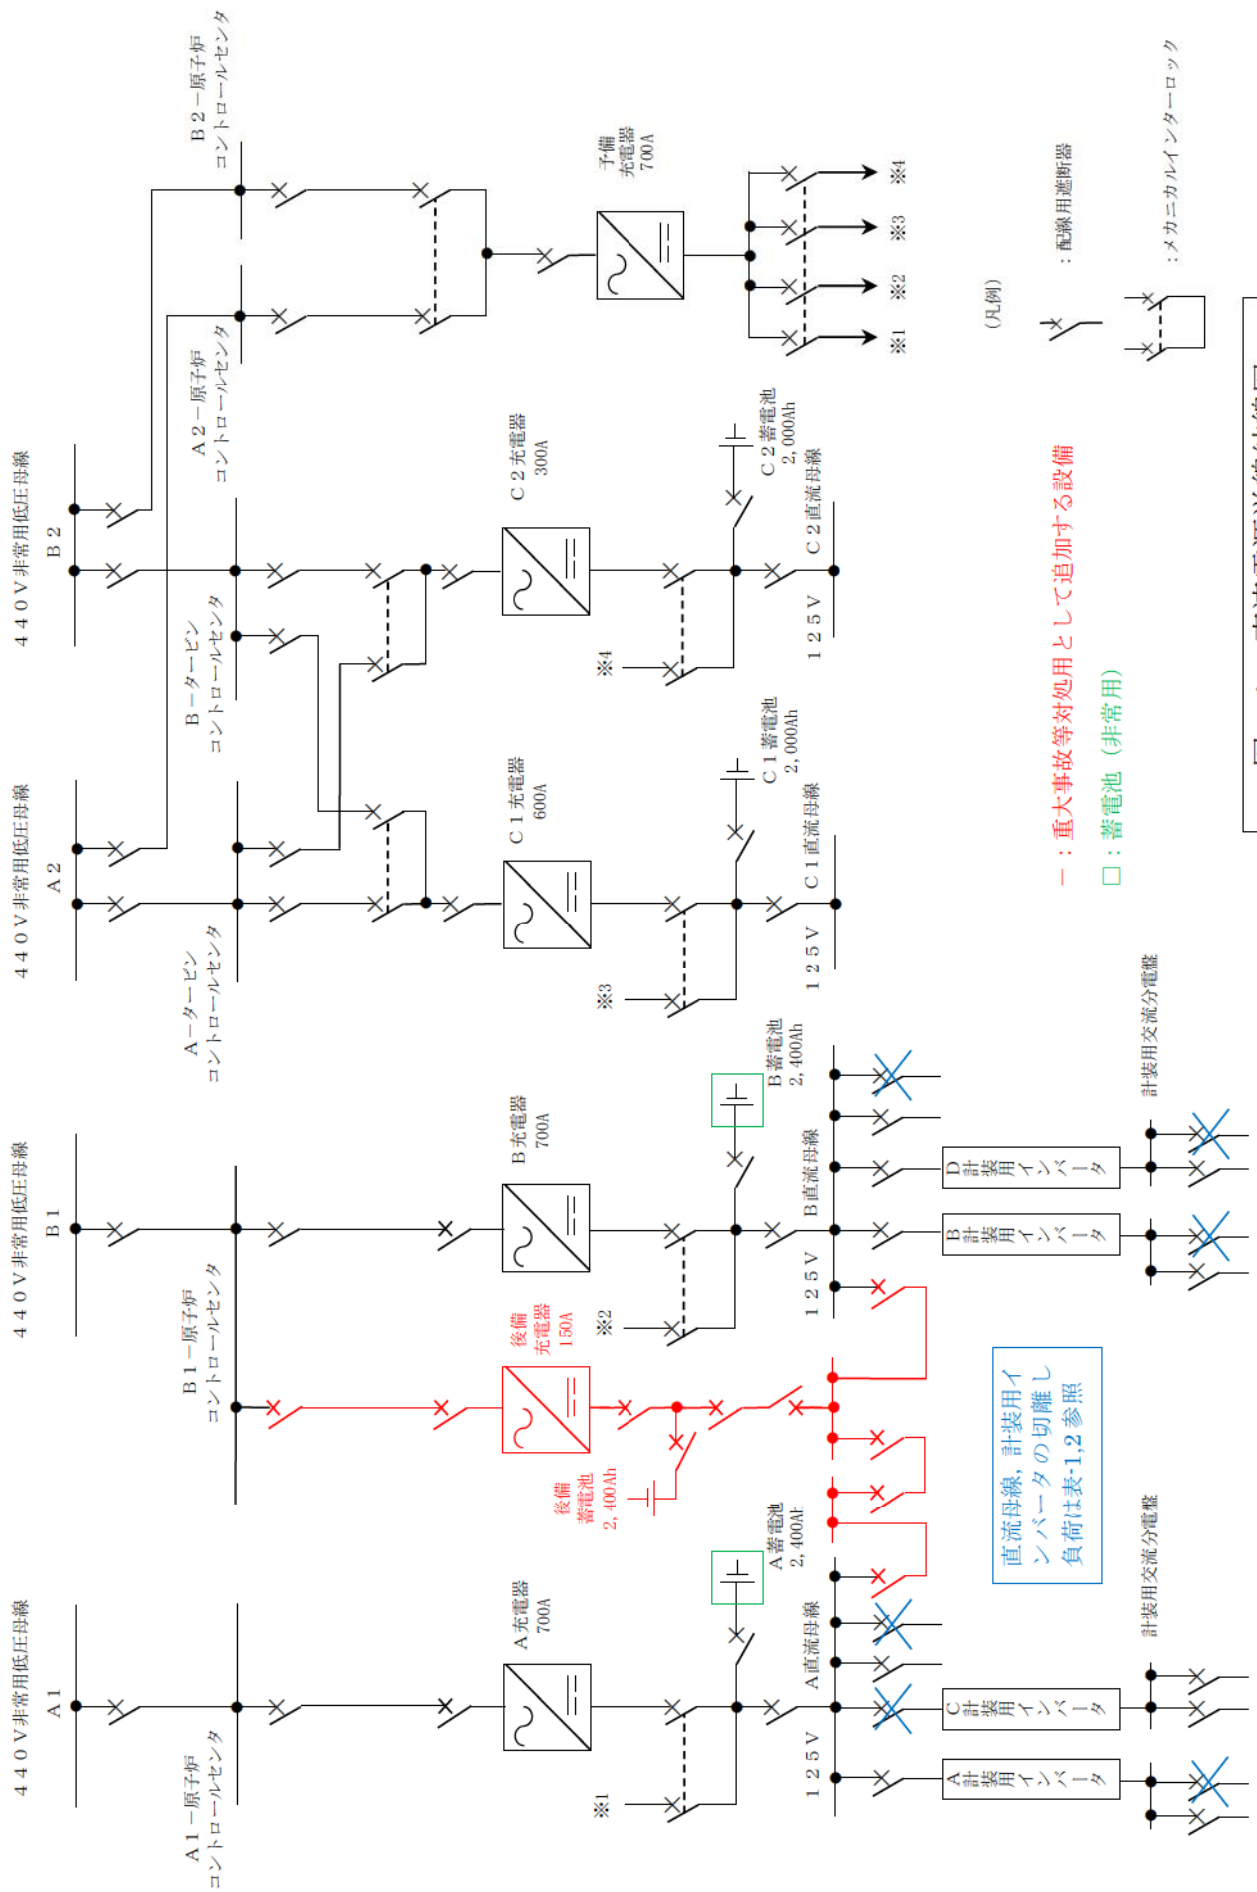 440V非常用低圧母線
A1
440V非常用低圧母線
B1
440V非常用低圧母線
A2
440V非常用低圧母線
B2
A1-原子炉
コントロールセンタ
B1-原子炉
コントロールセンタ
A-タービン
コントロールセンタ
B-タービン
コントロールセンタ
A2-原子炉
コントロールセンタ
B2-原子炉
コントロールセンタ
A充電器
700A
後備
充電器
150A
B充電器
700A
C1充電器
600A
C2充電器
300A
予備
充電器
700A
※1
※2
※3
※4
※1
※2
※3
※4
A蓄電池
2,400Ah
後備
蓄電池
2,400Ah
B蓄電池
2,400Ah
C1蓄電池
2,000Ah
C2蓄電池
2,000Ah
125V A直流母線
125V B直流母線
125V C1直流母線
125V C2直流母線
A計装用インバータ
C計装用インバータ
B計装用インバータ
D計装用インバータ
計装用交流分電盤
計装用交流分電盤
直流母線,計装用イ
ンバータの切離し
負荷は表-1,2参照
－：重大事故等対処用として追加する設備
□：蓄電池（非常用）
(凡例)
：配線用遮断器
：メカニカルインターロック